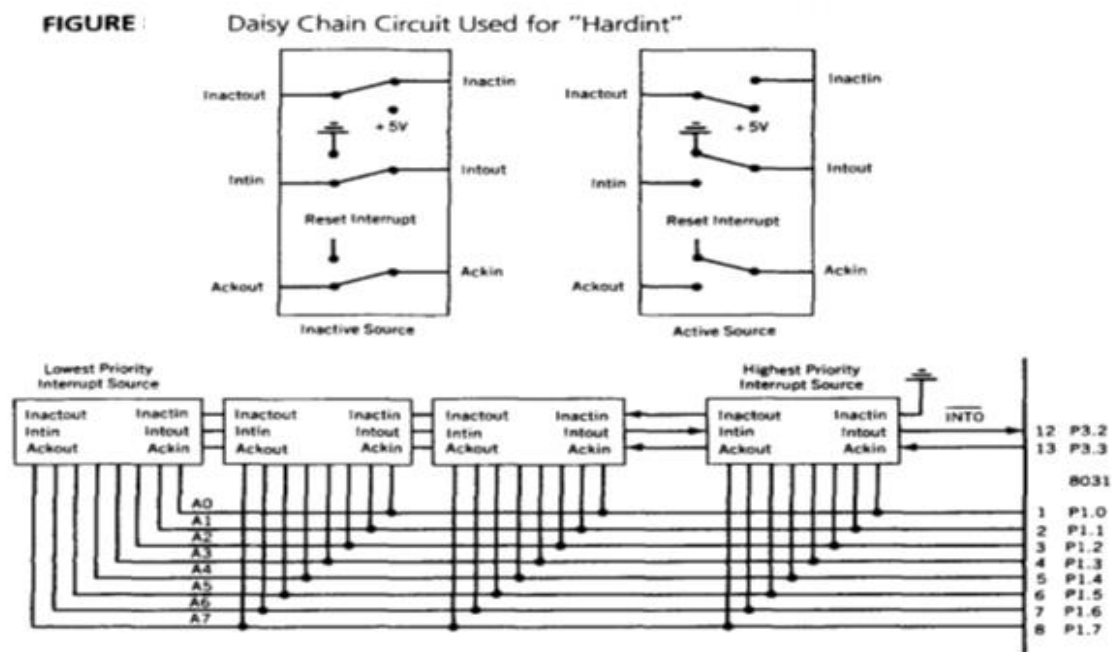 FIGURE : Daisy Chain Circuit Used for "Hardint"
Inactout Inactin
+ 5V
Intin Intout
Reset Interrupt
Ackout Ackin
Inactive Source
Inactout Inactin
+ 5V
Intin Intout
Reset Interrupt
Ackout Ackin
Active Source
Lowest Priority
Interrupt Source
Highest Priority
Interrupt Source
Inactout Inactin
Intin Intout
Ackout Ackin
Inactout Inactin
Intin Intout
Ackout Ackin
Inactout Inactin
Intin Intout
Ackout Ackin
Inactout Inactin
Intin Intout
Ackout Ackin
INTO
12 P3.2
13 P3.3
8031
A0 1 P1.0
A1 2 P1.1
A2 3 P1.2
A3 4 P1.3
A4 5 P1.4
A5 6 P1.5
A6 7 P1.6
A7 8 P1.7